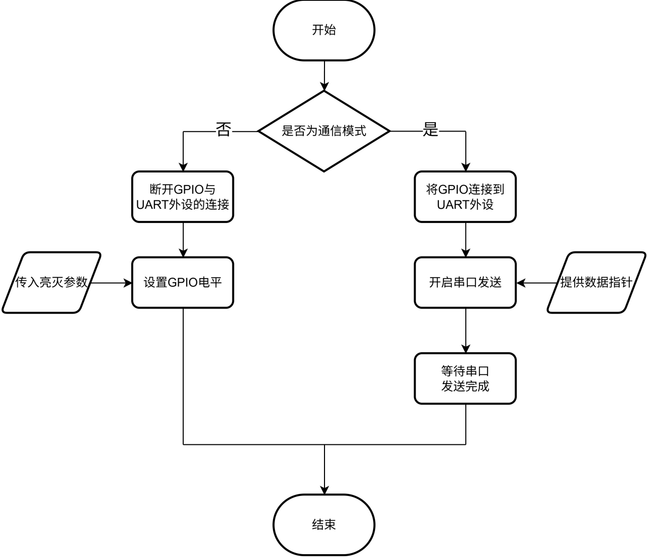 开始
是否为通信模式
否
是
断开GPIO与
UART外设的连接
将GPIO连接到
UART外设
传入亮灭参数
设置GPIO电平
开启串口发送
提供数据指针
等待串口
发送完成
结束